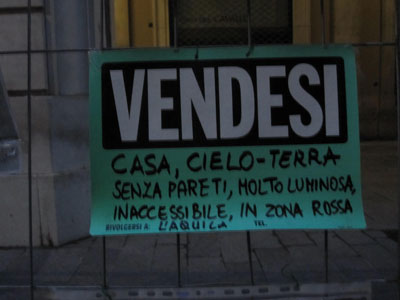 VENDESI
CASA, CIELO-TERRA
SENZA PARETI, MOLTO LUMINOSA,
INACCESSIBILE, IN ZONA ROSSA
RIVOLGERSI A: L'AQUILA TEL.